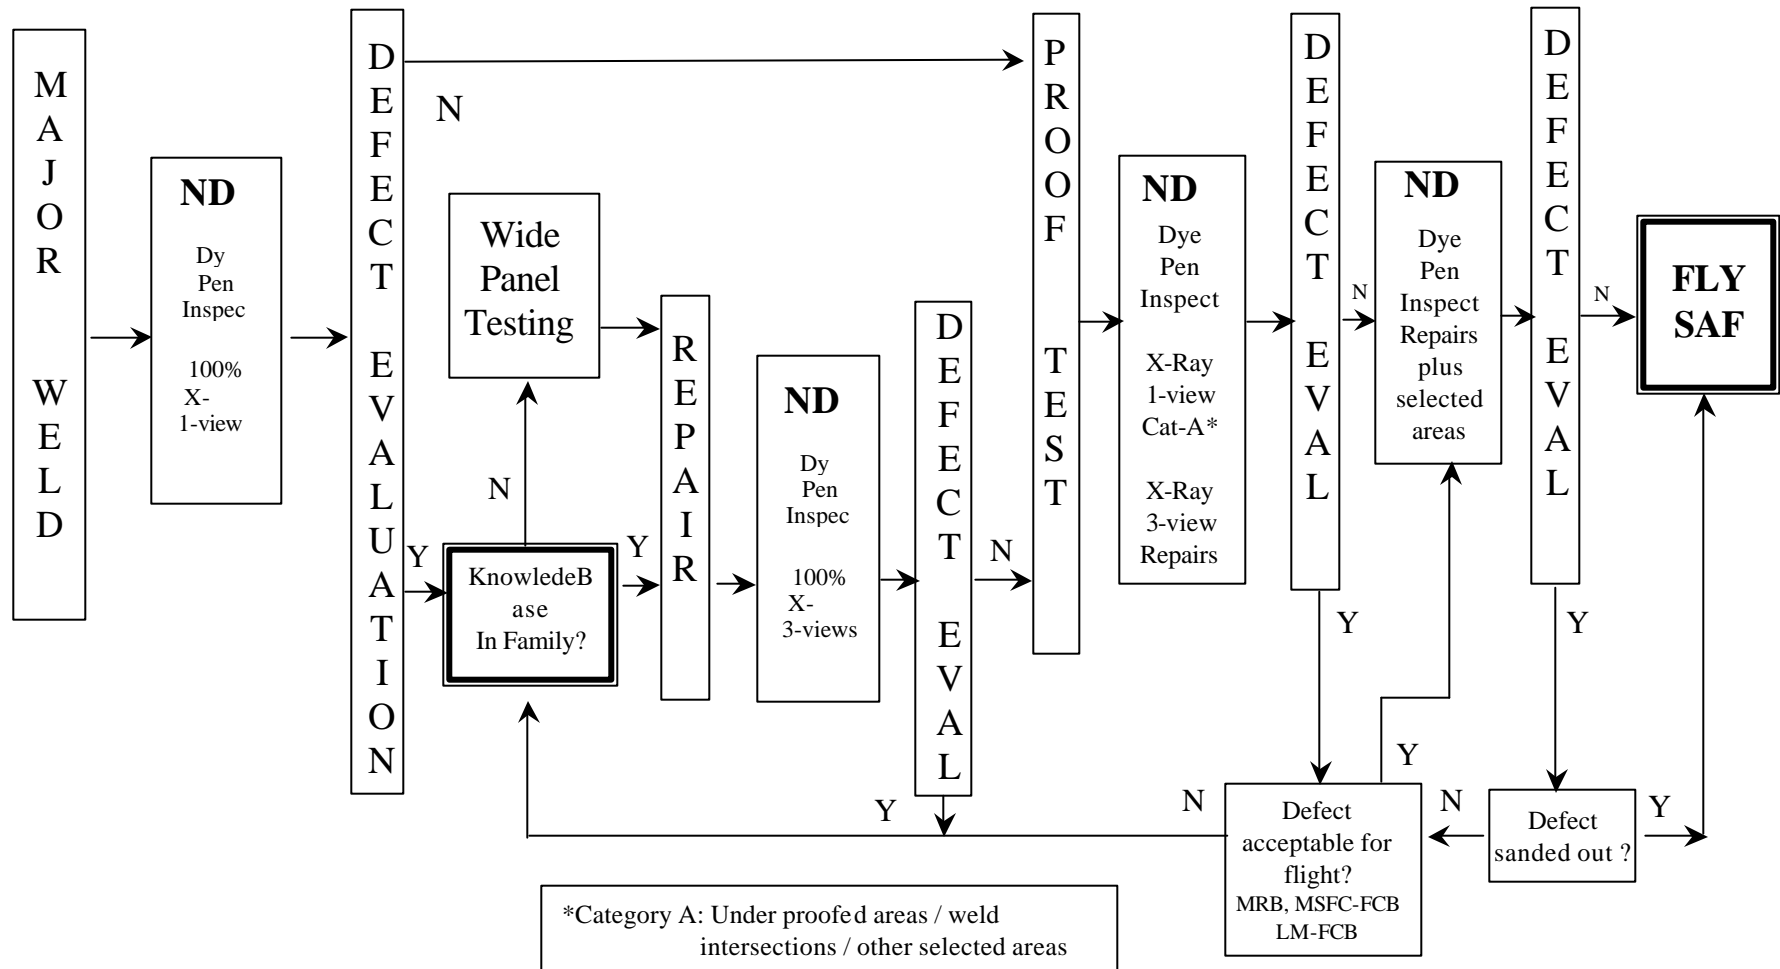 MAJOR WELD
ND
Dy
Pen
Inspec
100%
X-
1-view
DEFECT EVALUATION
N
Y
Wide
Panel
Testing
N
KnowledeB
ase
In Family?
Y
REPAIR
ND
Dy
Pen
Inspec
100%
X-
3-views
DEFECT EVAL
N
Y
PROOF TEST
ND
Dye
Pen
Inspect
X-Ray
1-view
Cat-A*
X-Ray
3-view
Repairs
DEFECT EVAL
N
Y
ND
Dye
Pen
Inspect
Repairs
plus
selected
areas
DEFECT EVAL
N
Y
FLY
SAF
N
Defect
acceptable for
flight?
MRB, MSFC-FCB
LM-FCB
Y
N
Defect
sanded out ?
Y
*Category A: Under proofed areas / weld
intersections / other selected areas